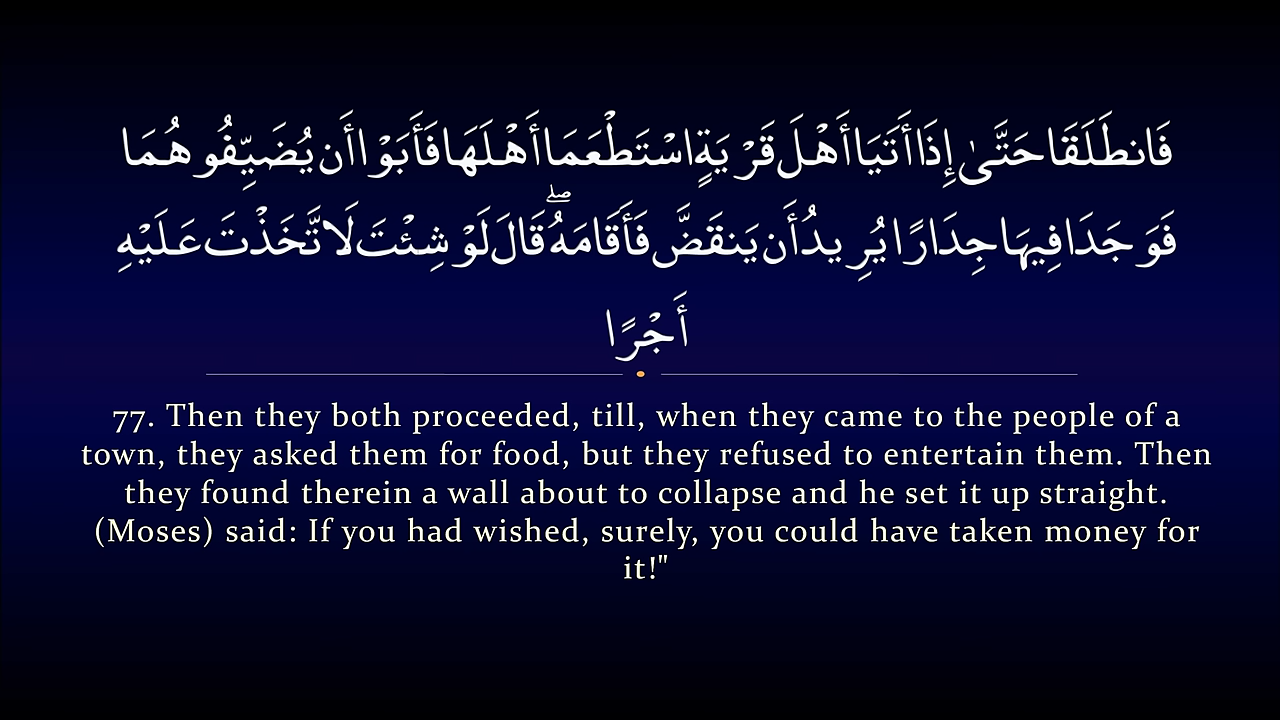 فَانطَلَقَا حَتَّىٰ إِذَا أَتَيَا أَهْلَ قَرْيَةٍ اسْتَطْعَمَا أَهْلَهَا فَأَبَوْا أَن يُضَيِّفُوهُمَا
فَوَجَدَا فِيهَا جِدَارًا يُرِيدُ أَن يَنقَضَّ فَأَقَامَهُ ۖ قَالَ لَوْ شِئْتَ لَاتَّخَذْتَ عَلَيْهِ
أَجْرًا
77. Then they both proceeded, till, when they came to the people of a
town, they asked them for food, but they refused to entertain them. Then
they found therein a wall about to collapse and he set it up straight.
(Moses) said: If you had wished, surely, you could have taken money for
it!"